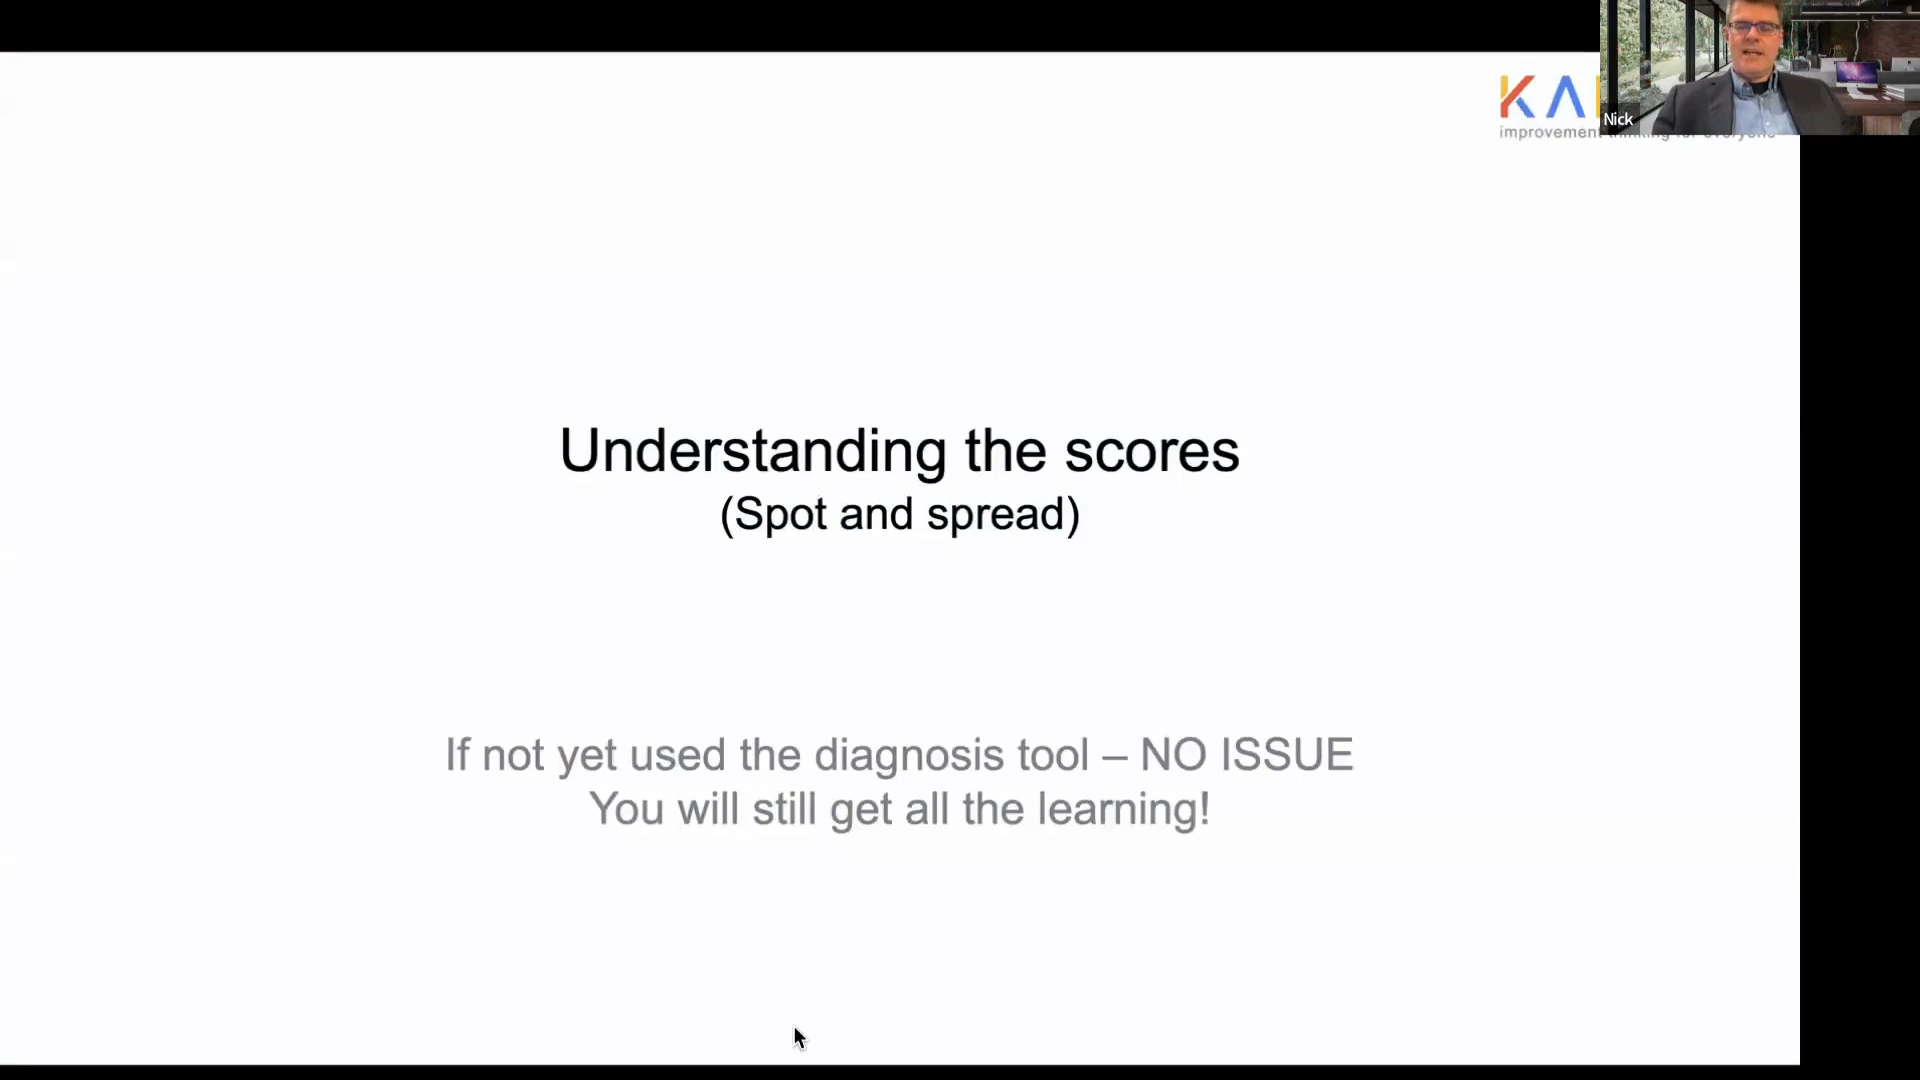 KA
improvement
Nick
Understanding the scores
(Spot and spread)
If not yet used the diagnosis tool – NO ISSUE
You will still get all the learning!